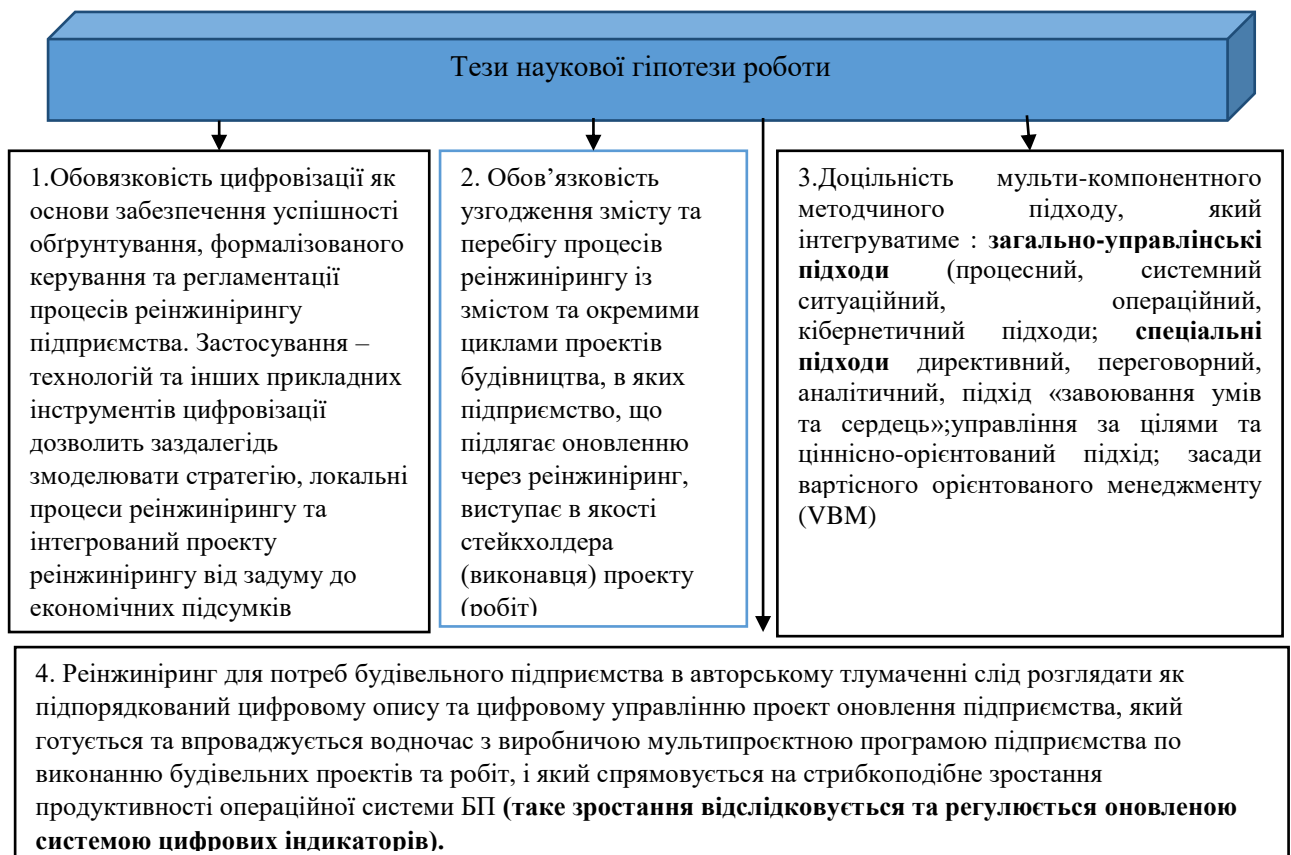 Тези наукової гіпотези роботи
1.Обовязковість цифровізації як
основи забезпечення успішності
обґрунтування, формалізованого
керування та регламентації
процесів реінжинірингу
підприємства. Застосування –
технологій та інших прикладних
інструментів цифровізації
дозволить заздалегідь
змоделювати стратегію, локальні
процеси реінжинірингу та
інтегрований проекту
реінжинірингу від задуму до
економічних підсумків
2. Обов’язковість
узгодження змісту та
перебігу процесів
реінжинірингу із
змістом та окремими
циклами проектів
будівництва, в яких
підприємство, що
підлягає оновленню
через реінжиніринг,
виступає в якості
стейкхолдера
(виконавця) проекту
(робіт)
3.Доцільність мульти-компонентного
методчиного підходу, який
інтегруватиме : загально-управлінські
підходи (процесний, системний
ситуаційний, операційний,
кібернетичний підходи; спеціальні
підходи директивний, переговорний,
аналітичний, підхід «завоювання умів
та сердець»;управління за цілями та
ціннісно-орієнтований підхід; засади
вартісного орієнтованого менеджменту
(VBM)
4. Реінжиніринг для потреб будівельного підприємства в авторському тлумаченні слід розглядати як
підпорядкований цифровому опису та цифровому управлінню проект оновлення підприємства, який
готується та впроваджується водночас з виробничою мультипроєктною програмою підприємства по
виконанню будівельних проектів та робіт, і який спрямовується на стрибкоподібне зростання
продуктивності операційної системи БП (таке зростання відслідковується та регулюється оновленою
системою цифрових індикаторів).